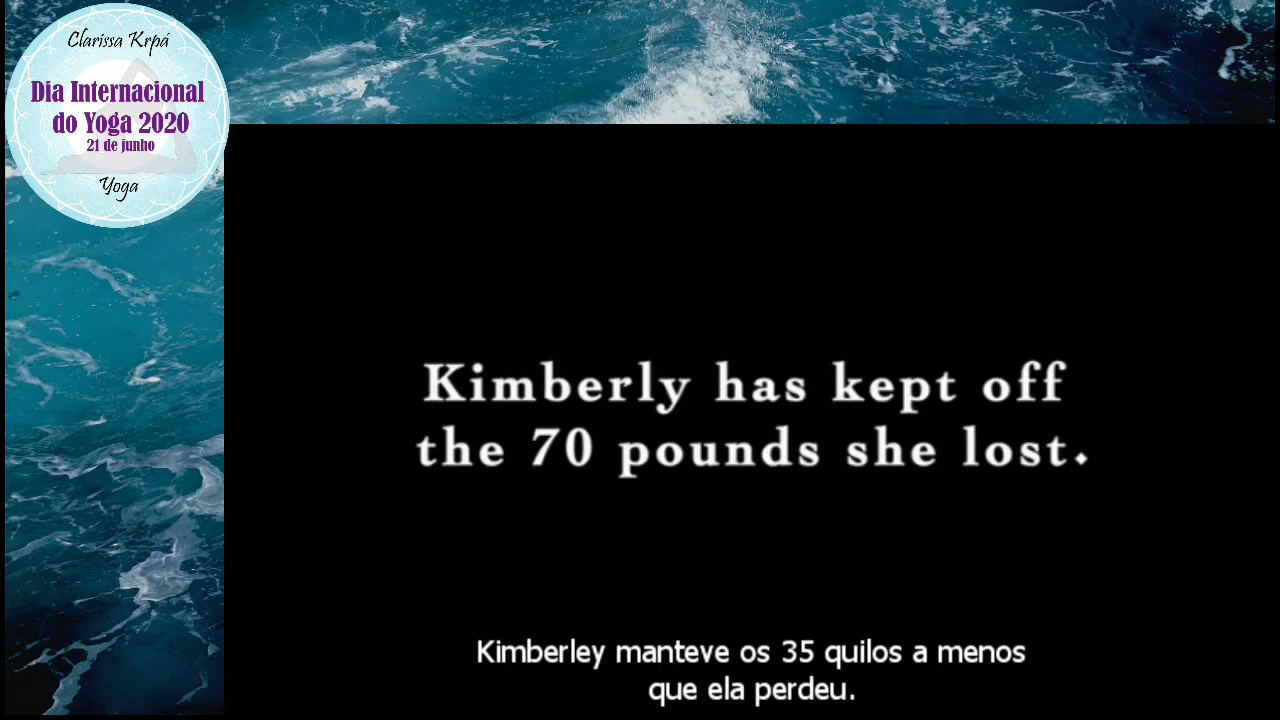 Clarissa Krpá
Dia Internacional
do Yoga 2020
21 de junho
Yoga
Kimberly has kept off
the 70 pounds she lost.
Kimberley manteve os 35 quilos a menos
que ela perdeu.